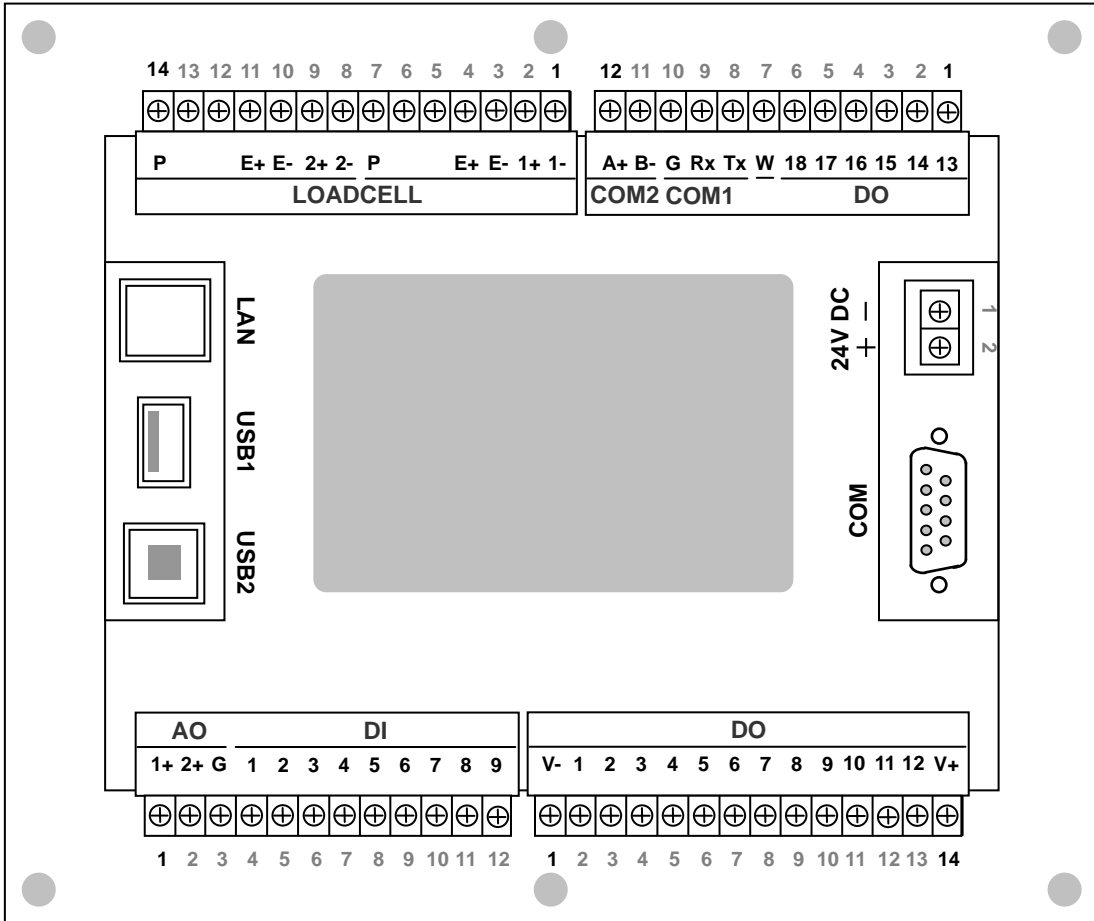 14 13 12 11 10 9 8 7 6 5 4 3 2 1
12 11 10 9 8 7 6 5 4 3 2 1
P E+ E- 2+ 2- P E+ E- 1+ 1-
LOADCELL
A+ B- G Rx Tx W 18 17 16 15 14 13
COM2 COM1 DO
LAN
USB1
USB2
24V DC
− +
1
2
COM
AO DI
1+ 2+ G 1 2 3 4 5 6 7 8 9
DO
V- 1 2 3 4 5 6 7 8 9 10 11 12 V+
1 2 3 4 5 6 7 8 9 10 11 12
1 2 3 4 5 6 7 8 9 10 11 12 13 14